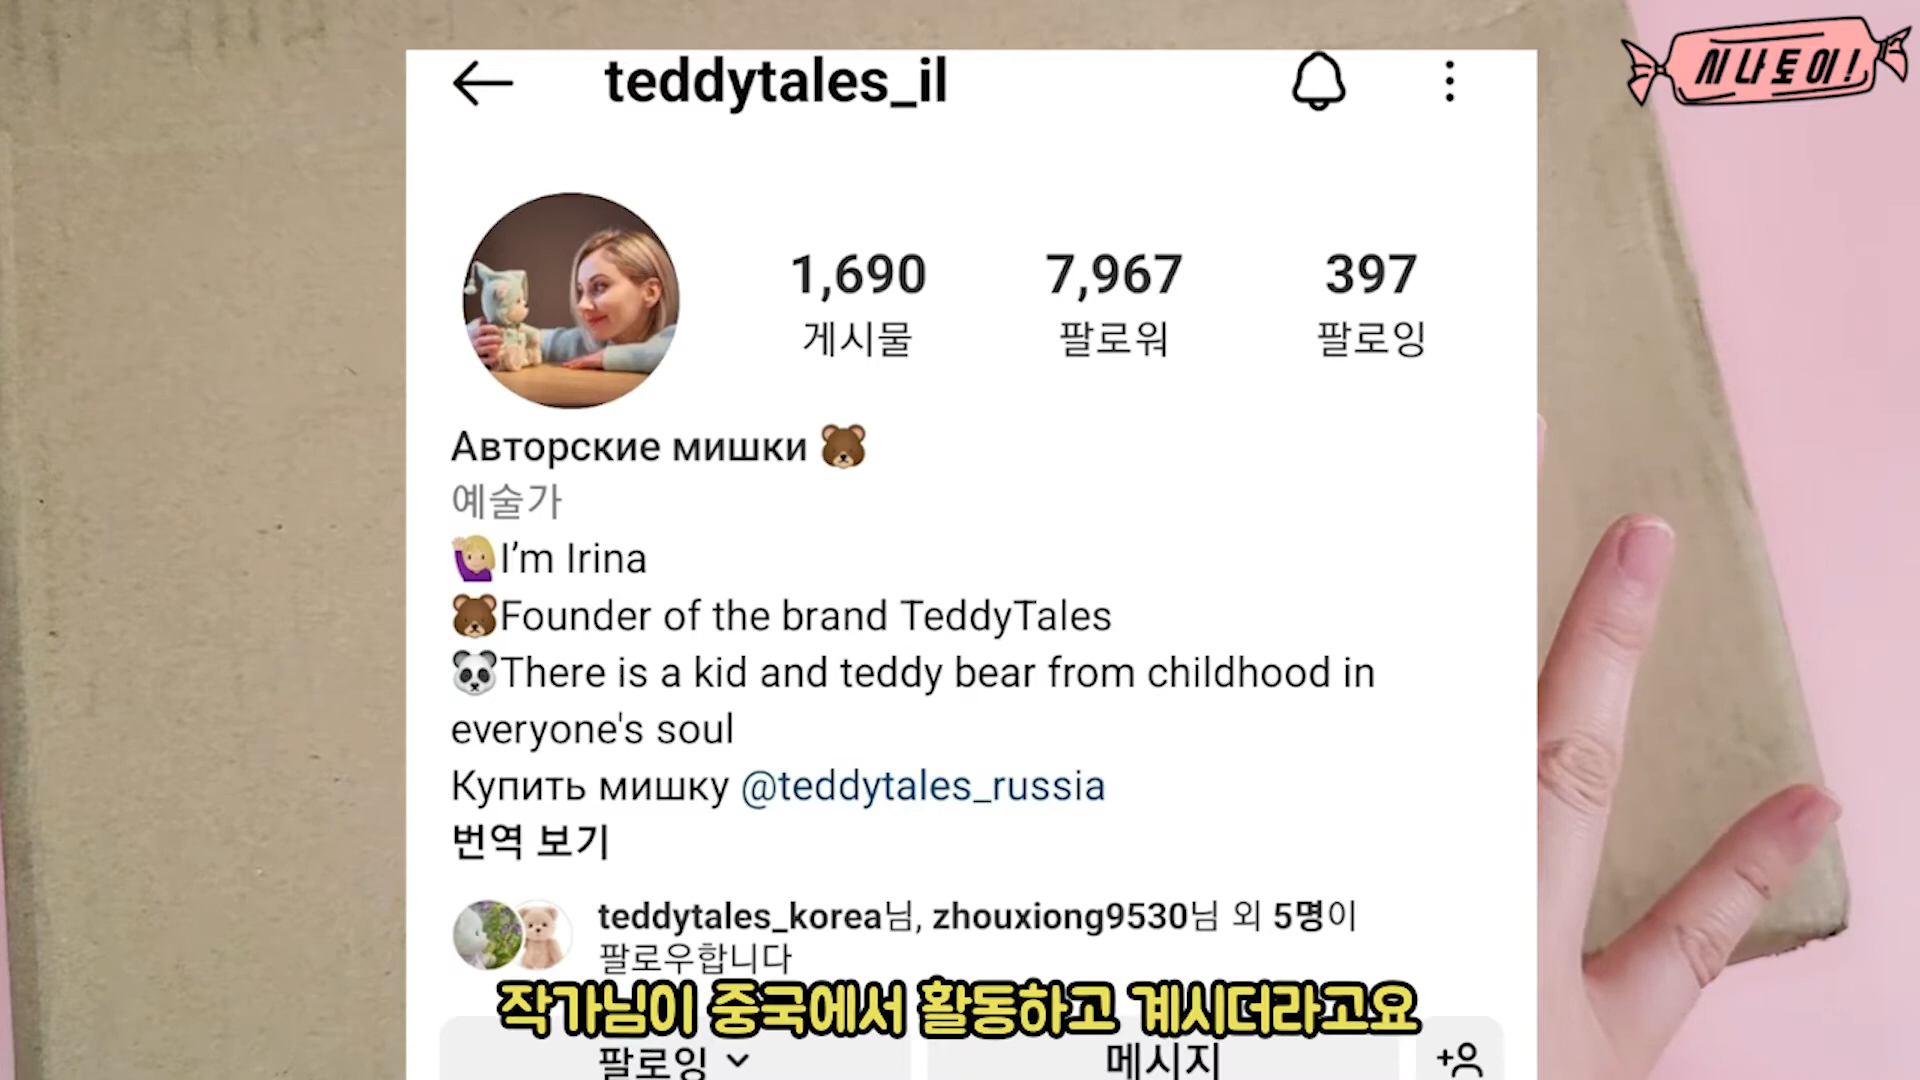 시나토이!
teddytales_il
1,690 7,967 397
게시물 팔로워 팔로잉
Авторские мишки
예술가
I’m Irina
Founder of the brand TeddyTales
There is a kid and teddy bear from childhood in
everyone's soul
Купить мишку @teddytales_russia
번역 보기
teddytales_korea님, zhouxiong9530님 외 5명이
팔로우합니다
작가님이 중국에서 활동하고 계시더라고요
팔로잉 메시지